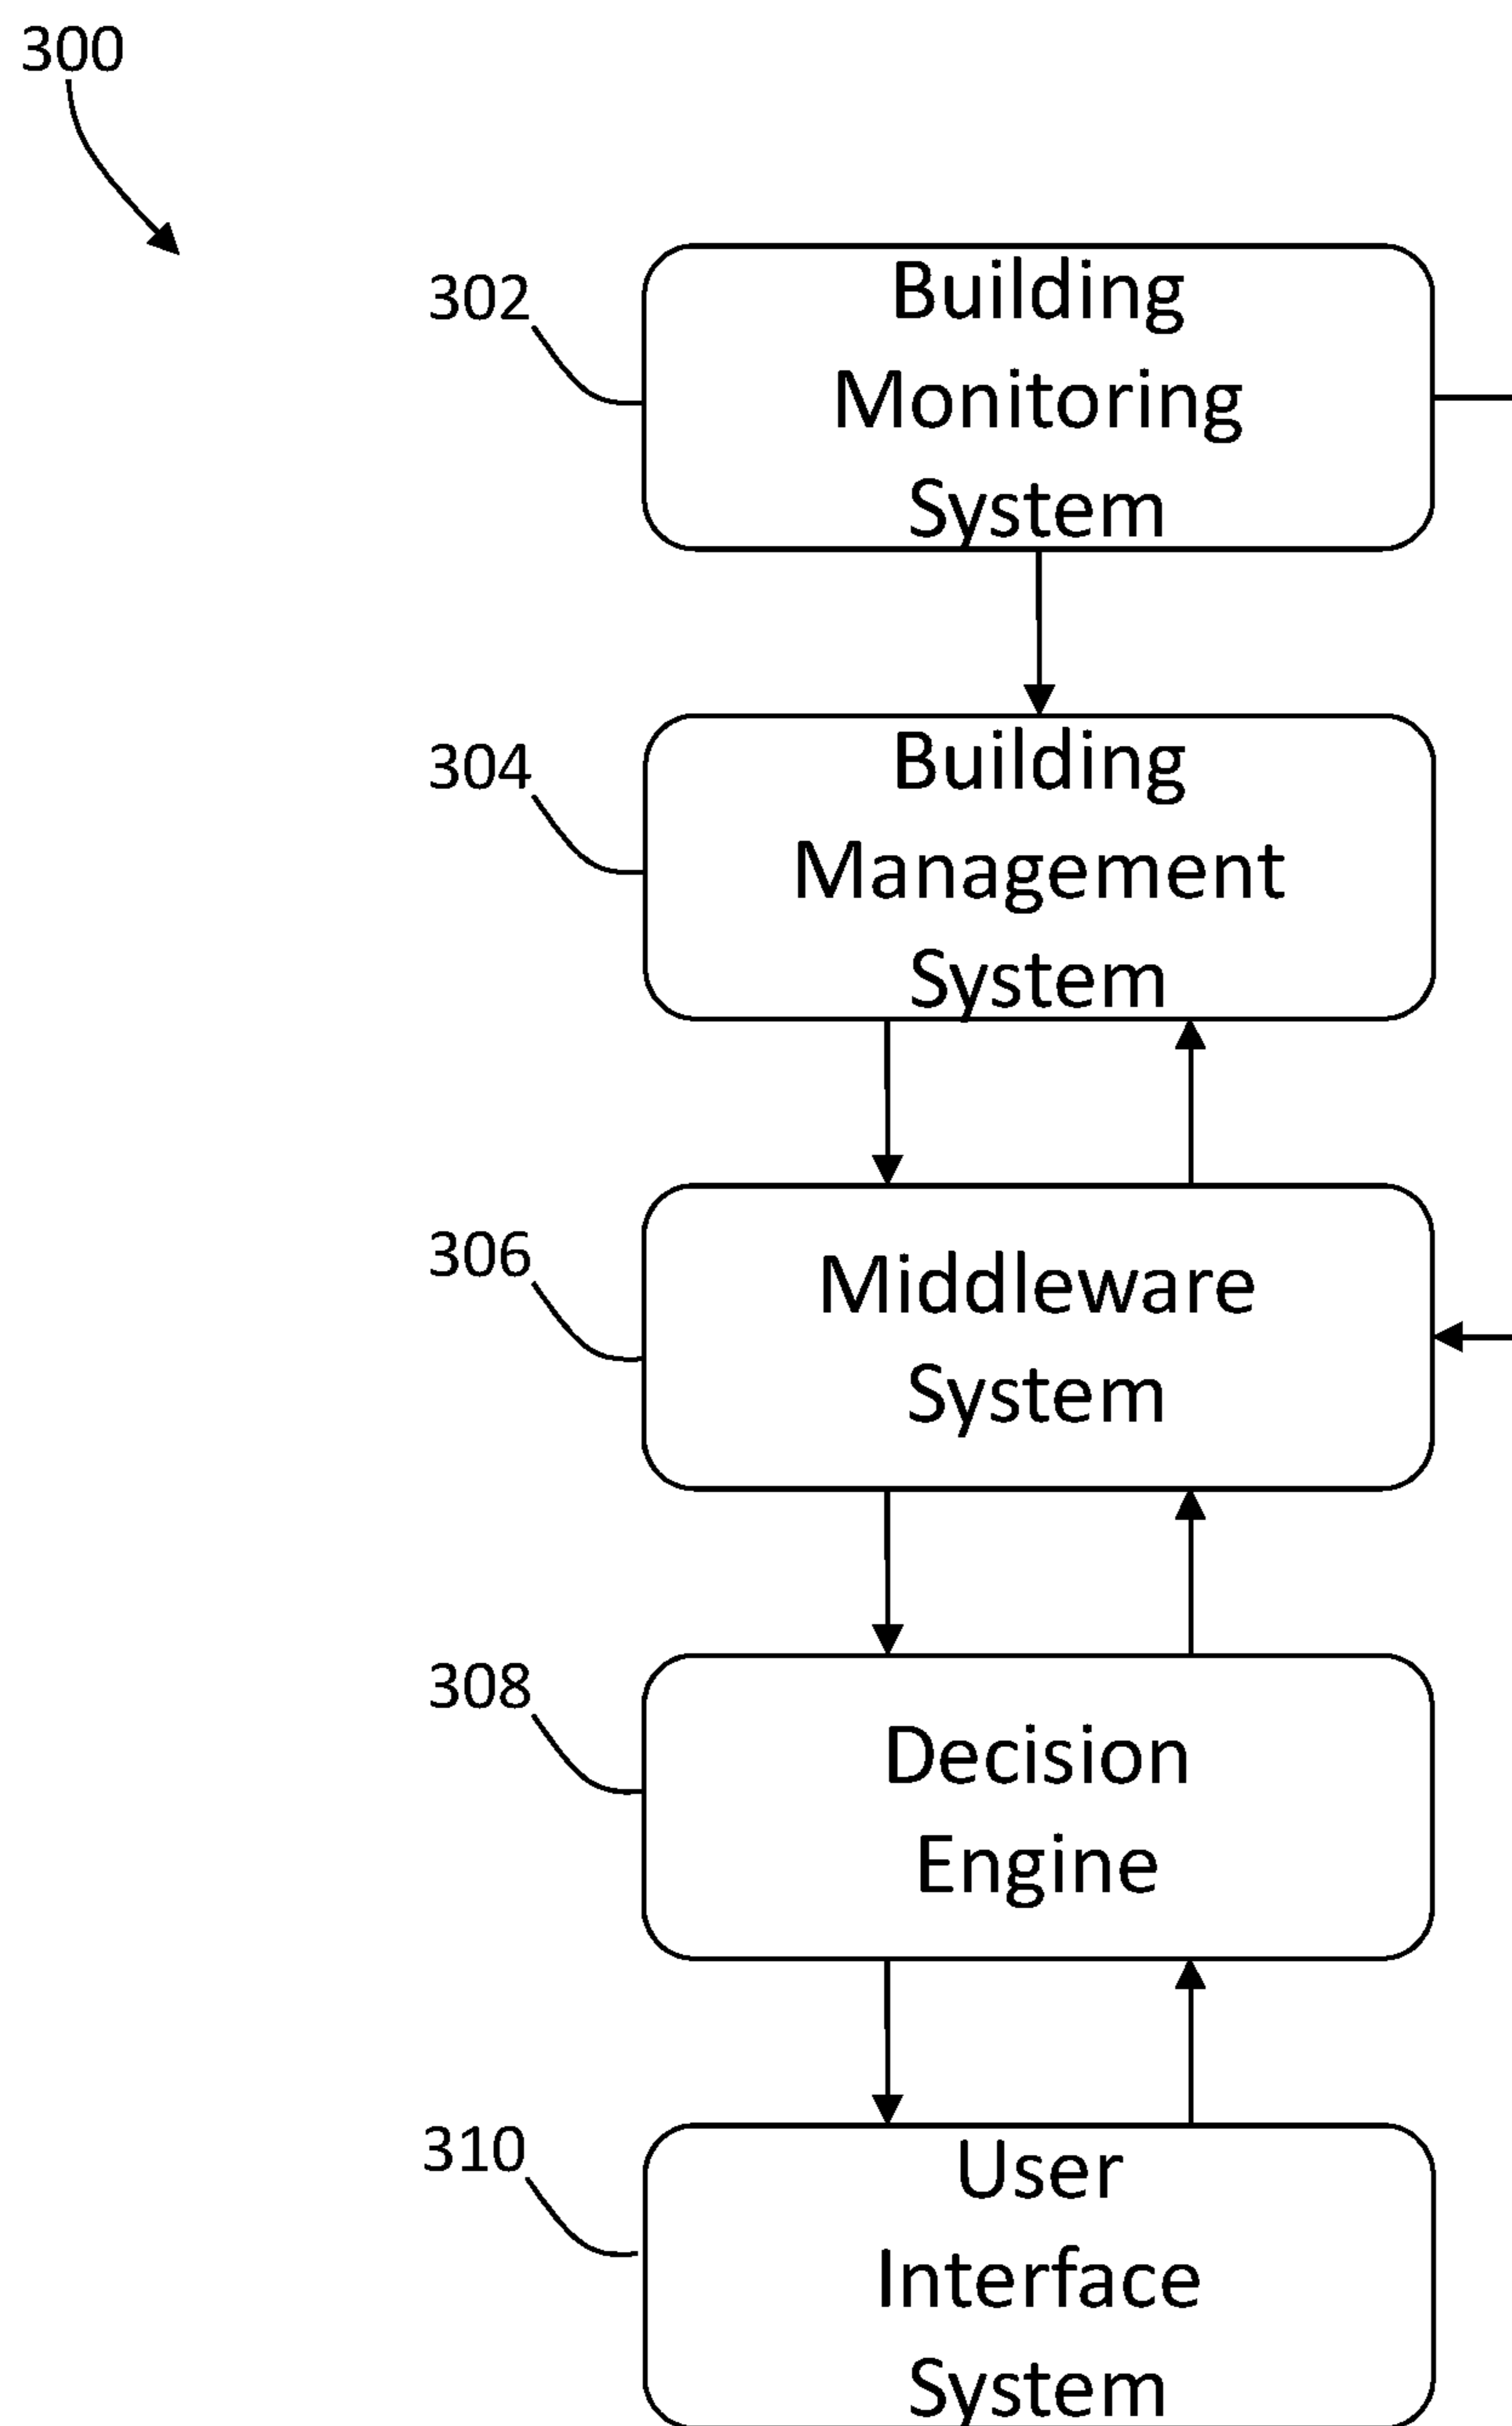 300
302
Building
Monitoring
System
304
Building
Management
System
306
Middleware
System
308
Decision
Engine
310
User
Interface
System